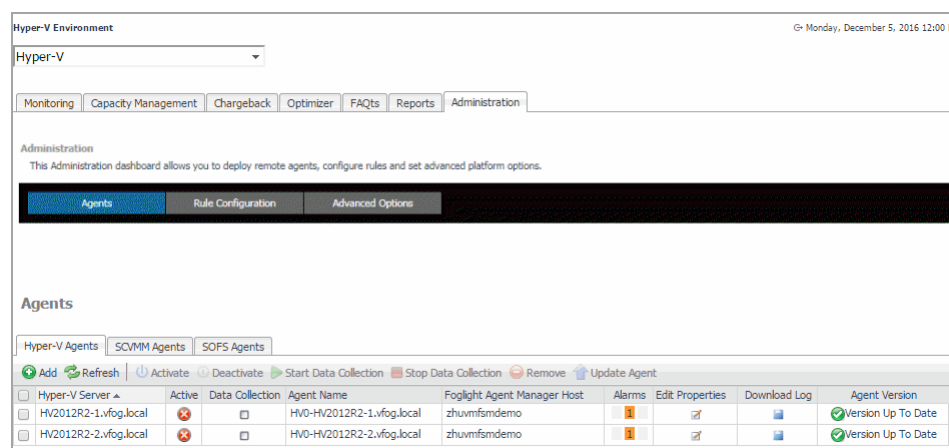 Hyper-V Environment
Monday, December 5, 2016 12:00
Hyper-V
Monitoring Capacity Management Chargeback Optimizer FAQts Reports Administration
Administration
This Administration dashboard allows you to deploy remote agents, configure rules and set advanced platform options.
Agents Rule Configuration Advanced Options
Agents
Hyper-V Agents SCVMM Agents SOFS Agents
Add Refresh Activate Deactivate Start Data Collection Stop Data Collection Remove Update Agent
Hyper-V Server Active Data Collection Agent Name Foglight Agent Manager Host Alarms Edit Properties Download Log Agent Version
HV2012R2-1.vfog.local HV0-HV2012R2-1.vfog.local zhuvmfsmdemo 1 Version Up To Date
HV2012R2-2.vfog.local HV0-HV2012R2-2.vfog.local zhuvmfsmdemo 1 Version Up To Date